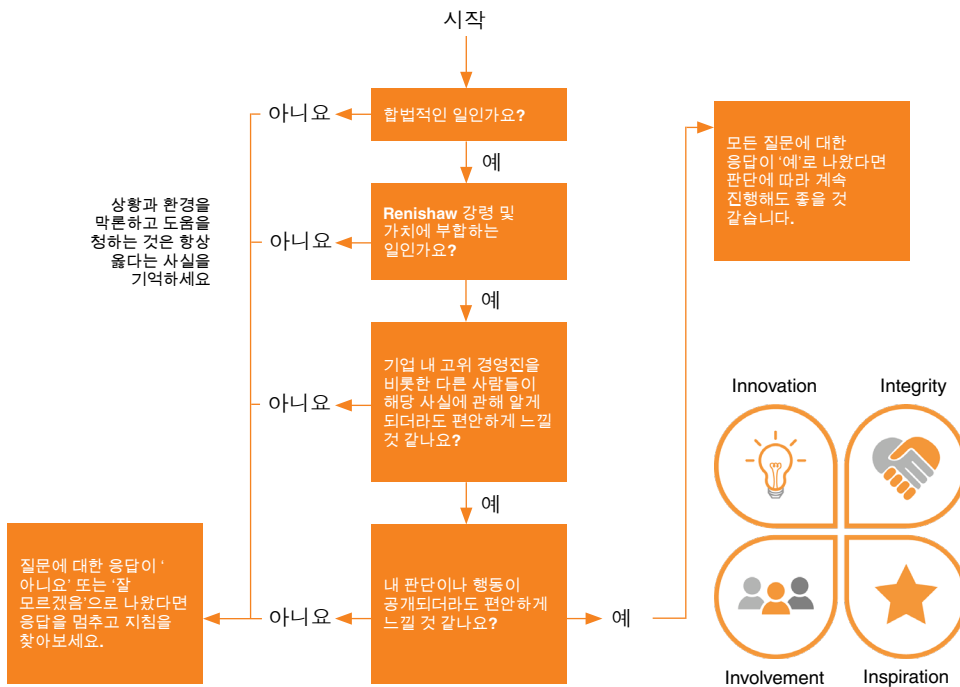 시작
합법적인 일인가요?
아니요
예
Renishaw 강령 및
가치에 부합하는
일인가요?
아니요
예
상황과 환경을
막론하고 도움을
청하는 것은 항상
옳다는 사실을
기억하세요
기업 내 고위 경영진을
비롯한 다른 사람들이
해당 사실에 관해 알게
되더라도 편안하게 느낄
것 같나요?
아니요
예
내 판단이나 행동이
공개되더라도 편안하게
느낄 것 같나요?
아니요
예
질문에 대한 응답이 ‘
아니요’ 또는 ‘잘
모르겠음’으로 나왔다면
응답을 멈추고 지침을
찾아보세요.
모든 질문에 대한
응답이 ‘예’로 나왔다면
판단에 따라 계속
진행해도 좋을 것
같습니다.
Innovation
Integrity
Involvement
Inspiration